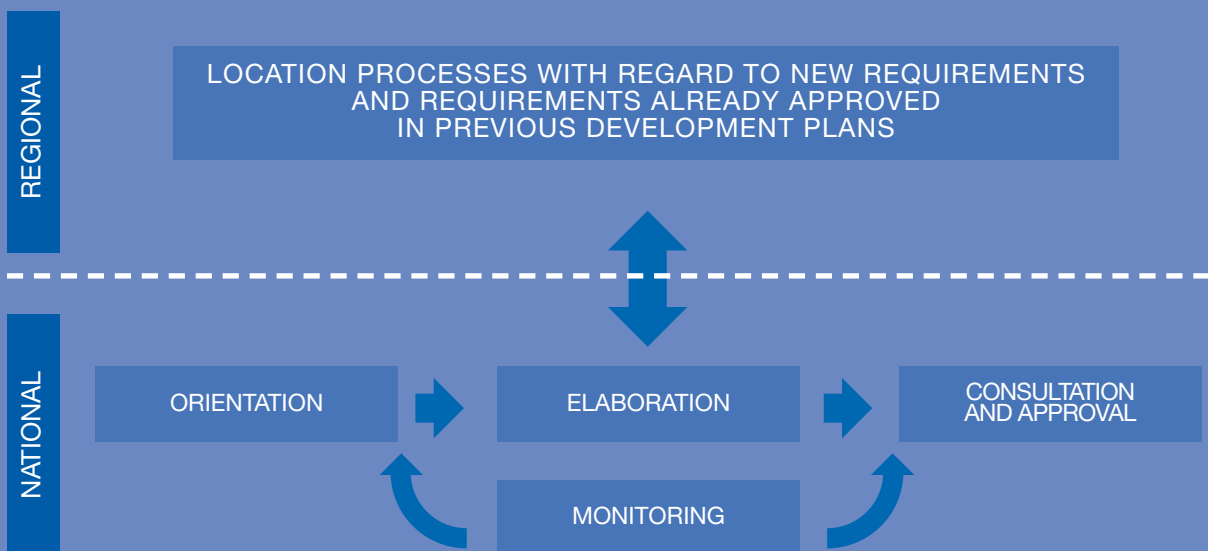 REGIONAL
LOCATION PROCESSES WITH REGARD TO NEW REQUIREMENTS
AND REQUIREMENTS ALREADY APPROVED
IN PREVIOUS DEVELOPMENT PLANS
NATIONAL
ORIENTATION
ELABORATION
CONSULTATION
AND APPROVAL
MONITORING